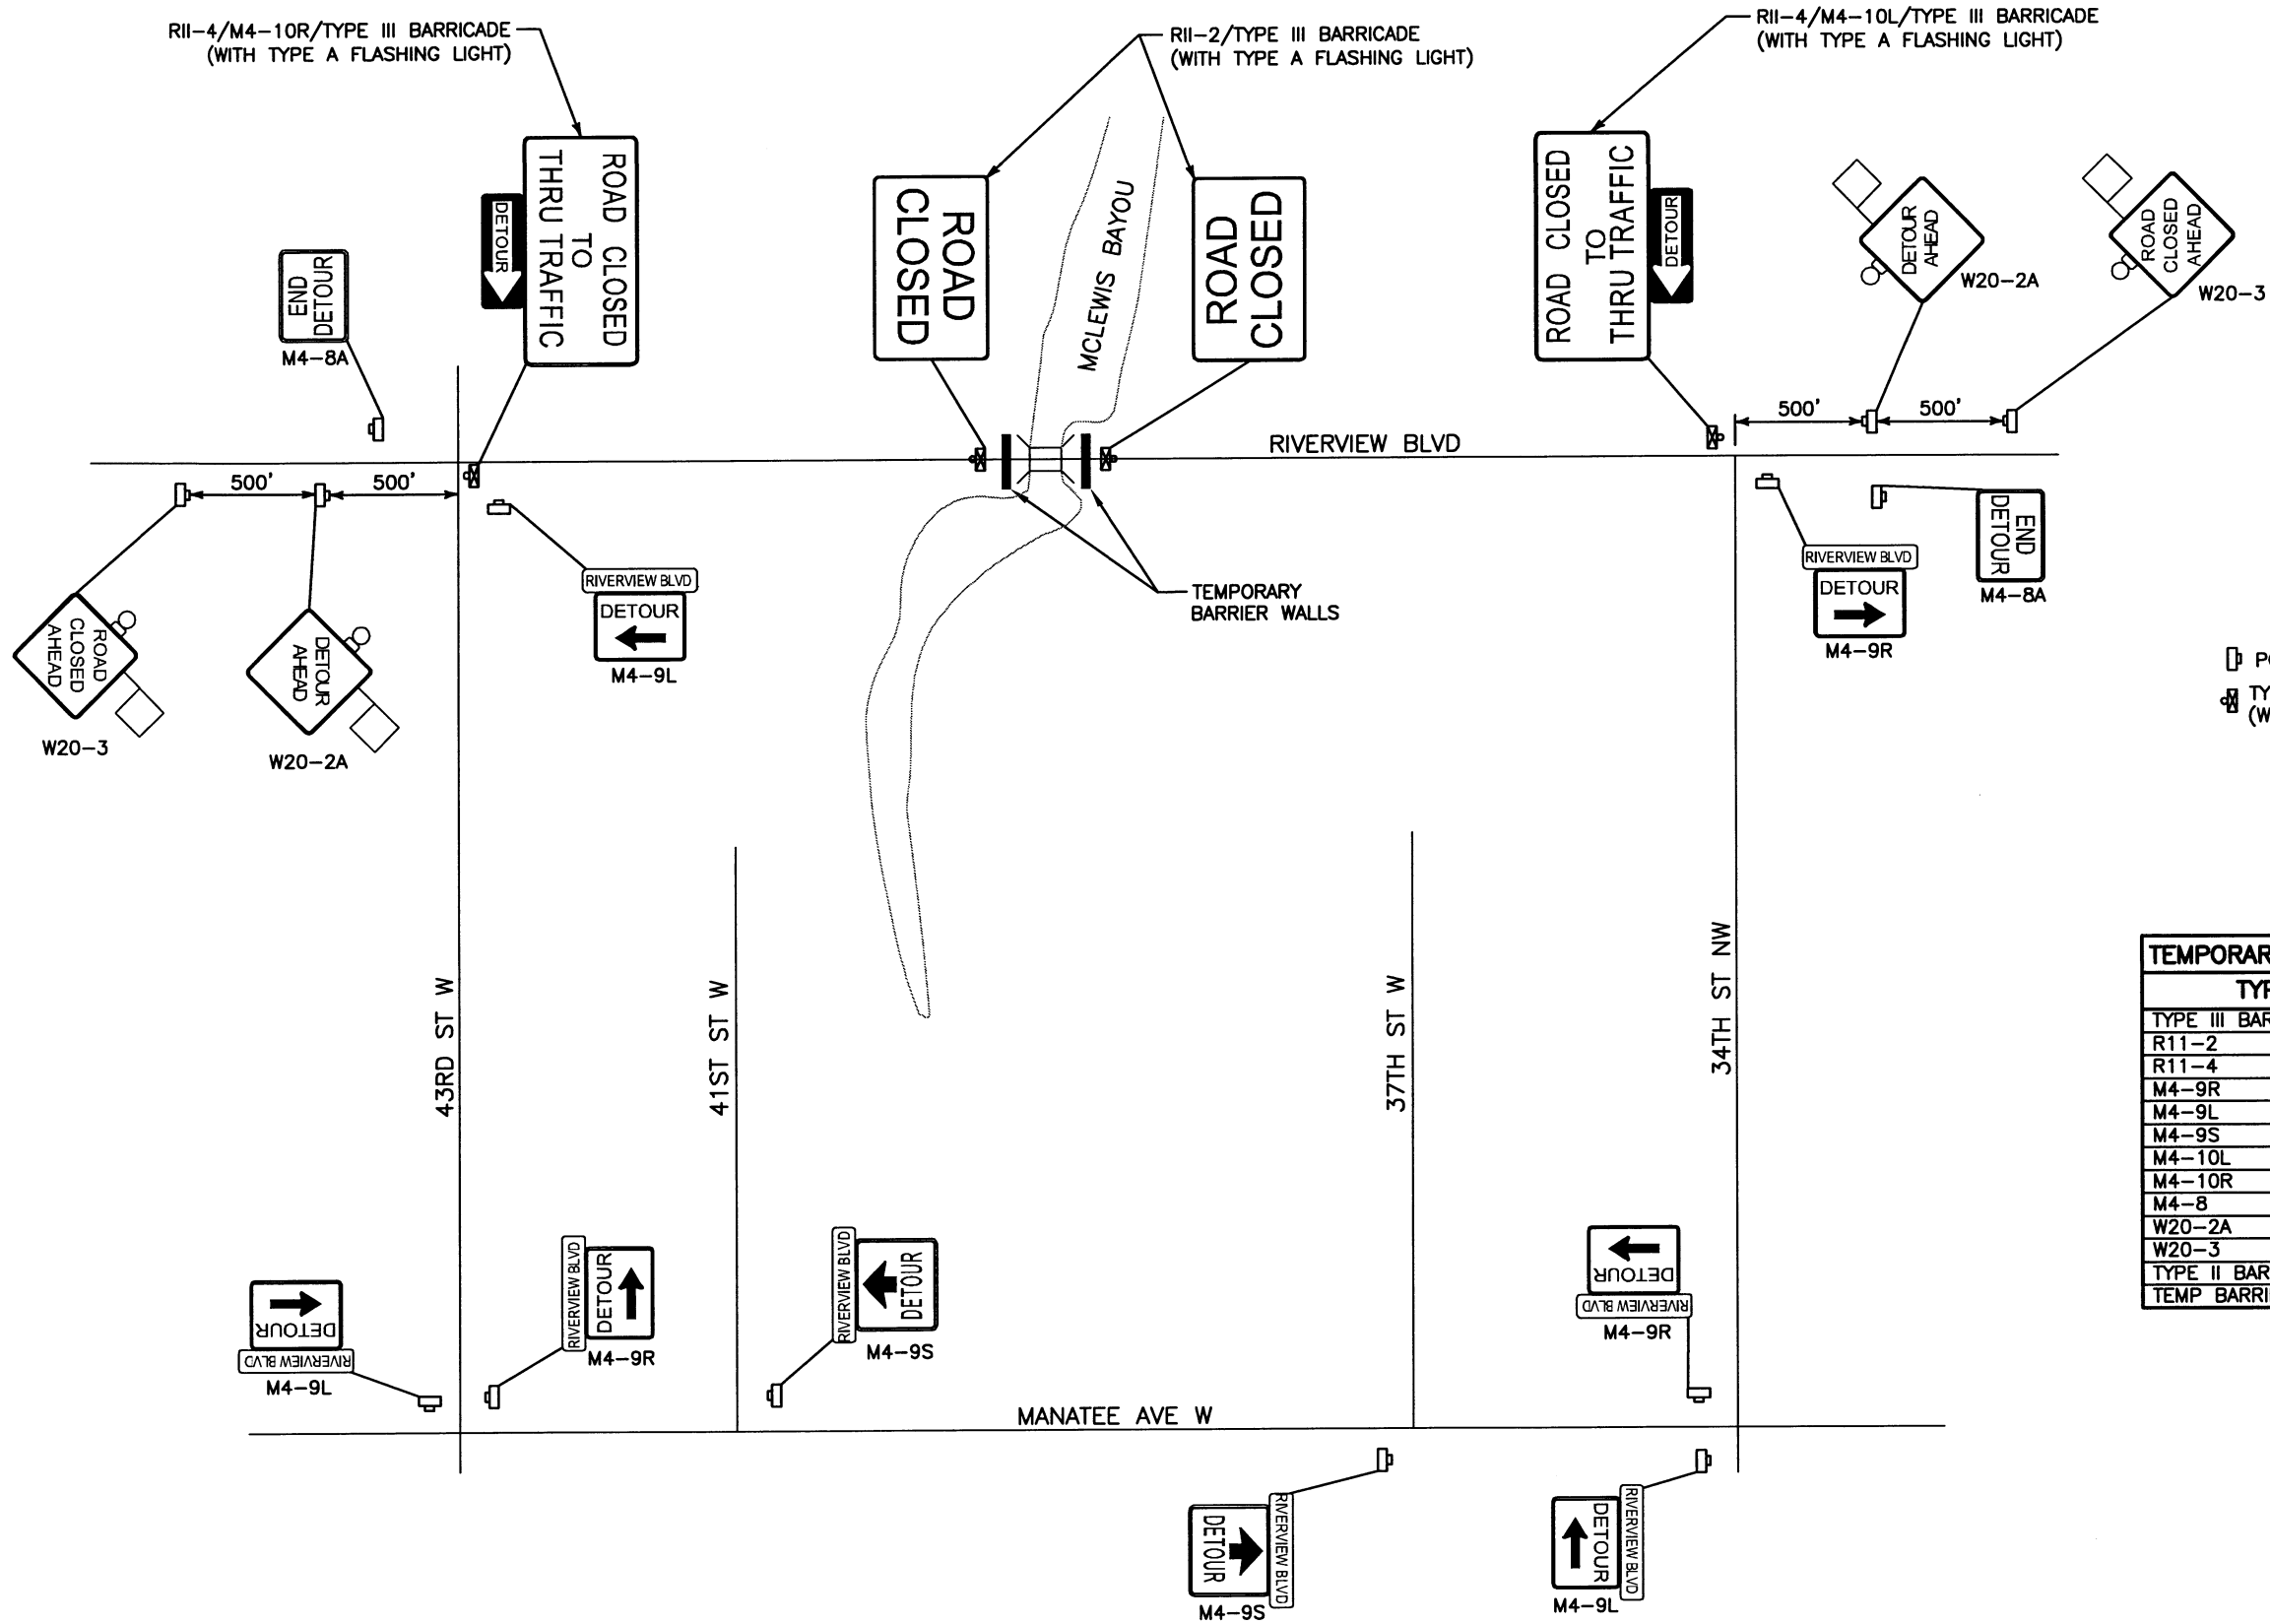 RII-4/M4-10R/TYPE III BARRICADE
(WITH TYPE A FLASHING LIGHT)
RII-2/TYPE III BARRICADE
(WITH TYPE A FLASHING LIGHT)
RII-4/M4-10L/TYPE III BARRICADE
(WITH TYPE A FLASHING LIGHT)
ROAD CLOSED
TO
THRU TRAFFIC
DETOUR
END
DETOUR
M4-8A
ROAD
CLOSED
MCLEWIS BAYOU
ROAD
CLOSED
ROAD CLOSED
TO
THRU TRAFFIC
DETOUR
DETOUR
AHEAD
W20-2A
ROAD
CLOSED
AHEAD
W20-3
500'
500'
RIVERVIEW BLVD
500'
500'
ROAD
CLOSED
AHEAD
W20-3
DETOUR
AHEAD
W20-2A
RIVERVIEW BLVD
DETOUR
M4-9L
TEMPORARY
BARRIER WALLS
RIVERVIEW BLVD
DETOUR
M4-9R
END
DETOUR
M4-8A
43RD ST W
41ST ST W
37TH ST W
34TH ST NW
TEMPORAR
TYP
TYPE III BAR
R11-2
R11-4
M4-9R
M4-9L
M4-9S
M4-10L
M4-10R
M4-8
W20-2A
W20-3
TYPE II BAR
TEMP BARRI
DETOUR
RIVERVIEW BLVD
M4-9L
RIVERVIEW BLVD
DETOUR
M4-9R
RIVERVIEW BLVD
DETOUR
M4-9S
DETOUR
RIVERVIEW BLVD
M4-9R
MANATEE AVE W
RIVERVIEW BLVD
DETOUR
M4-9S
RIVERVIEW BLVD
DETOUR
M4-9L